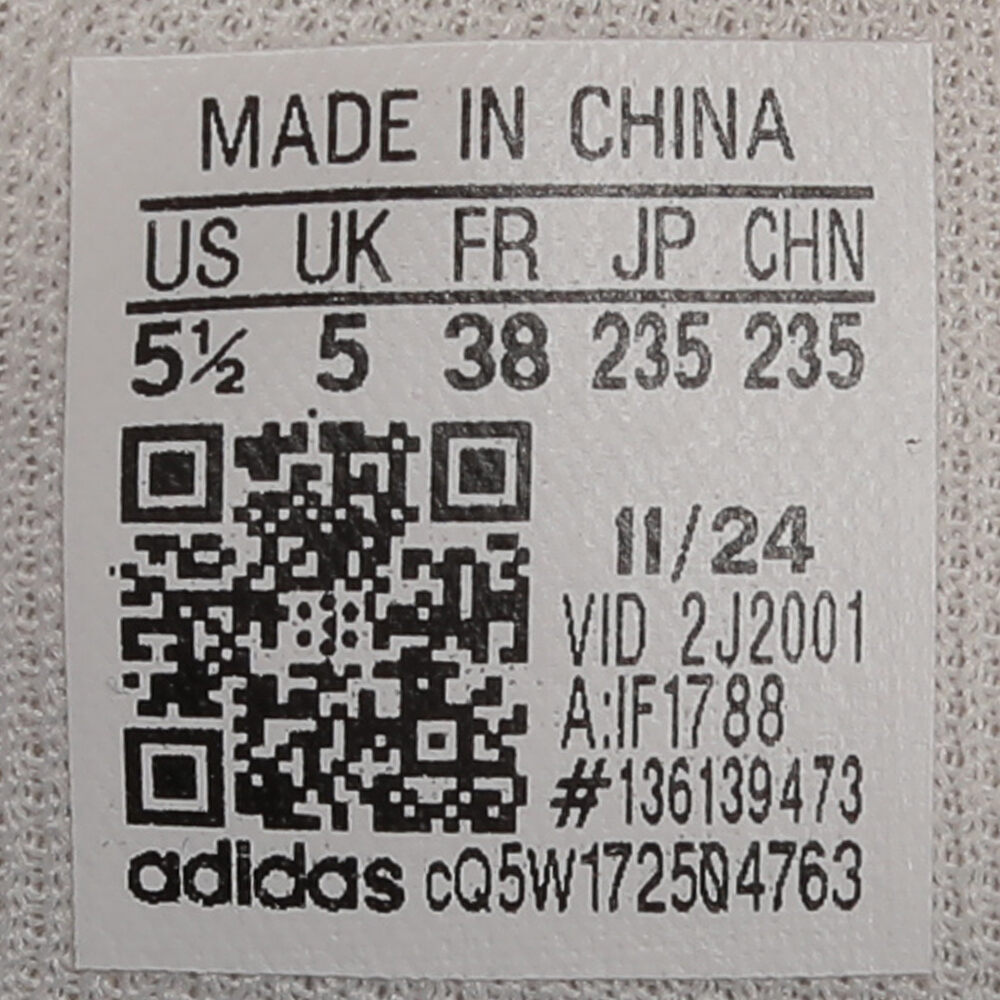 MADE IN CHINA
US UK FR JP CHN
5½ 5 38 235 235
11/24
VID 2J2001
A:IF1788
#136139473
adidas cQ5W1725Q4763